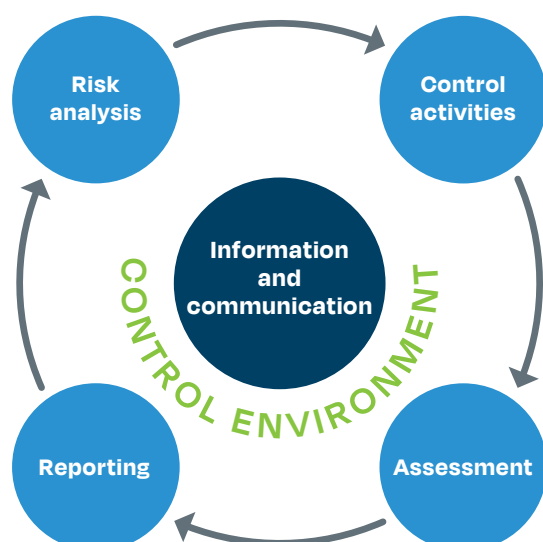 Risk
analysis
Control
activities
Information
and
communication
CONTROL ENVIRONMENT
Reporting
Assessment